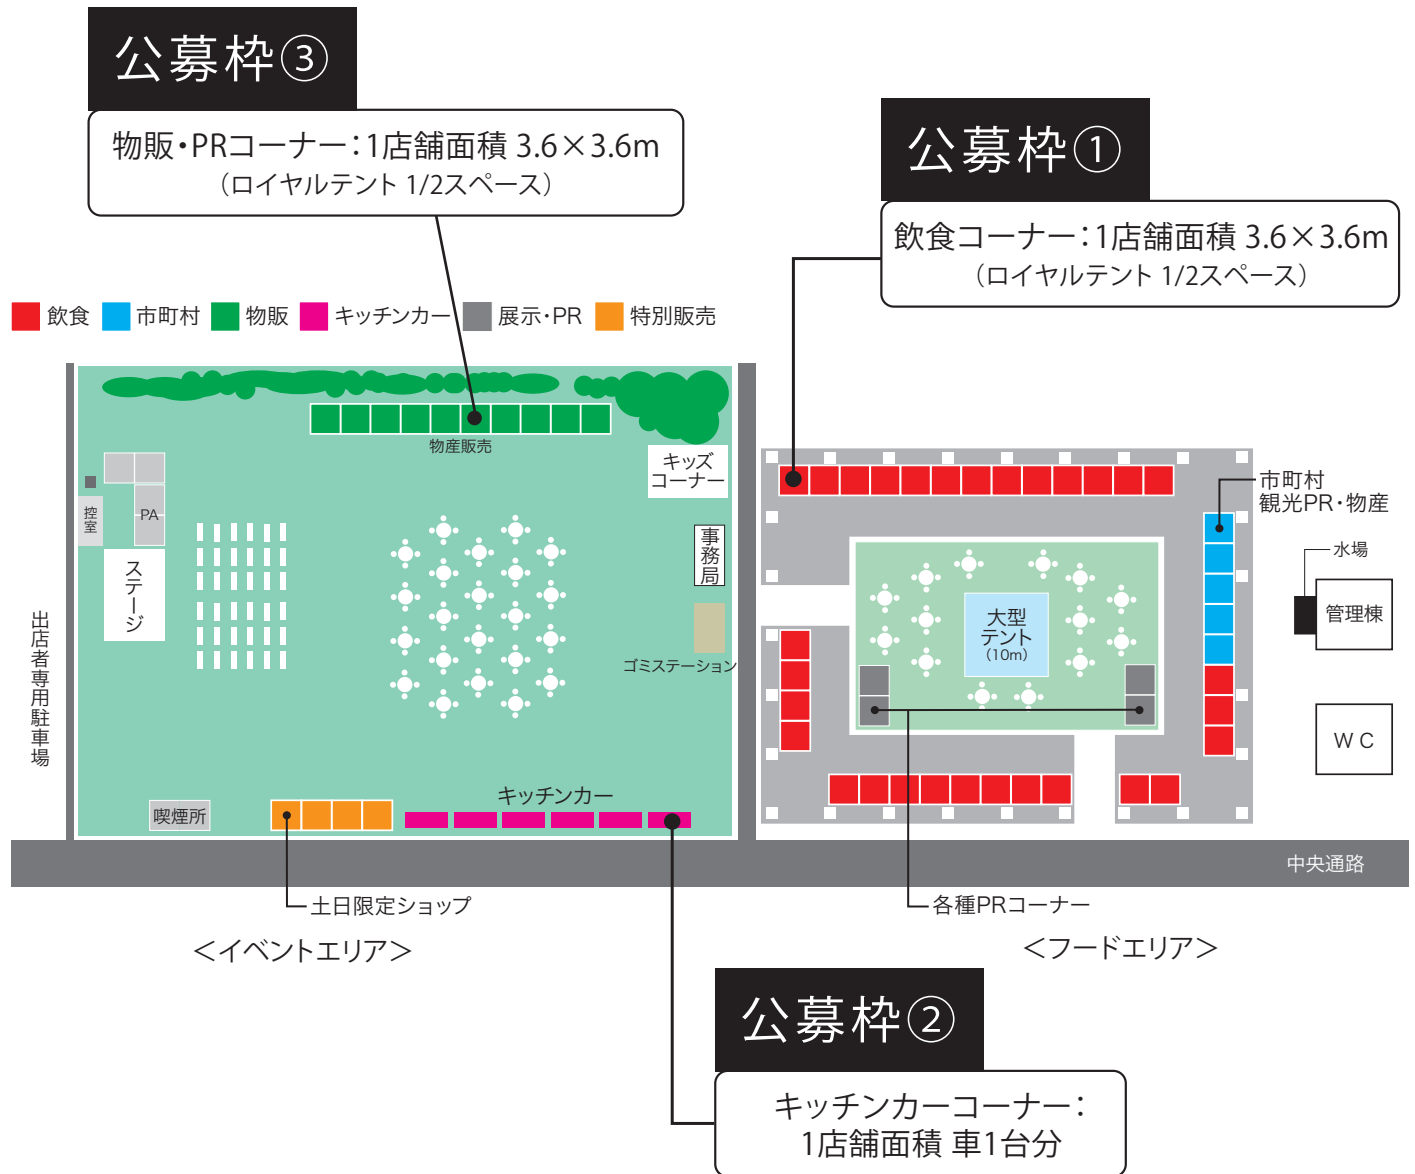 公募枠③
物販・PRコーナー：1店舗面積 3.6×3.6m
（ロイヤルテント 1/2スペース）
公募枠①
飲食コーナー：1店舗面積 3.6×3.6m
（ロイヤルテント 1/2スペース）
飲食
市町村
物販
キッチンカー
展示・PR
特別販売
物産販売
キッズ
コーナー
市町村
観光PR・物産
控室
PA
ステージ
事務局
水場
管理棟
大型
テント
（10m）
出店者専用駐車場
ゴミステーション
WC
キッチンカー
喫煙所
中央通路
土日限定ショップ
各種PRコーナー
＜イベントエリア＞
＜フードエリア＞
公募枠②
キッチンカーコーナー：
1店舗面積 車1台分